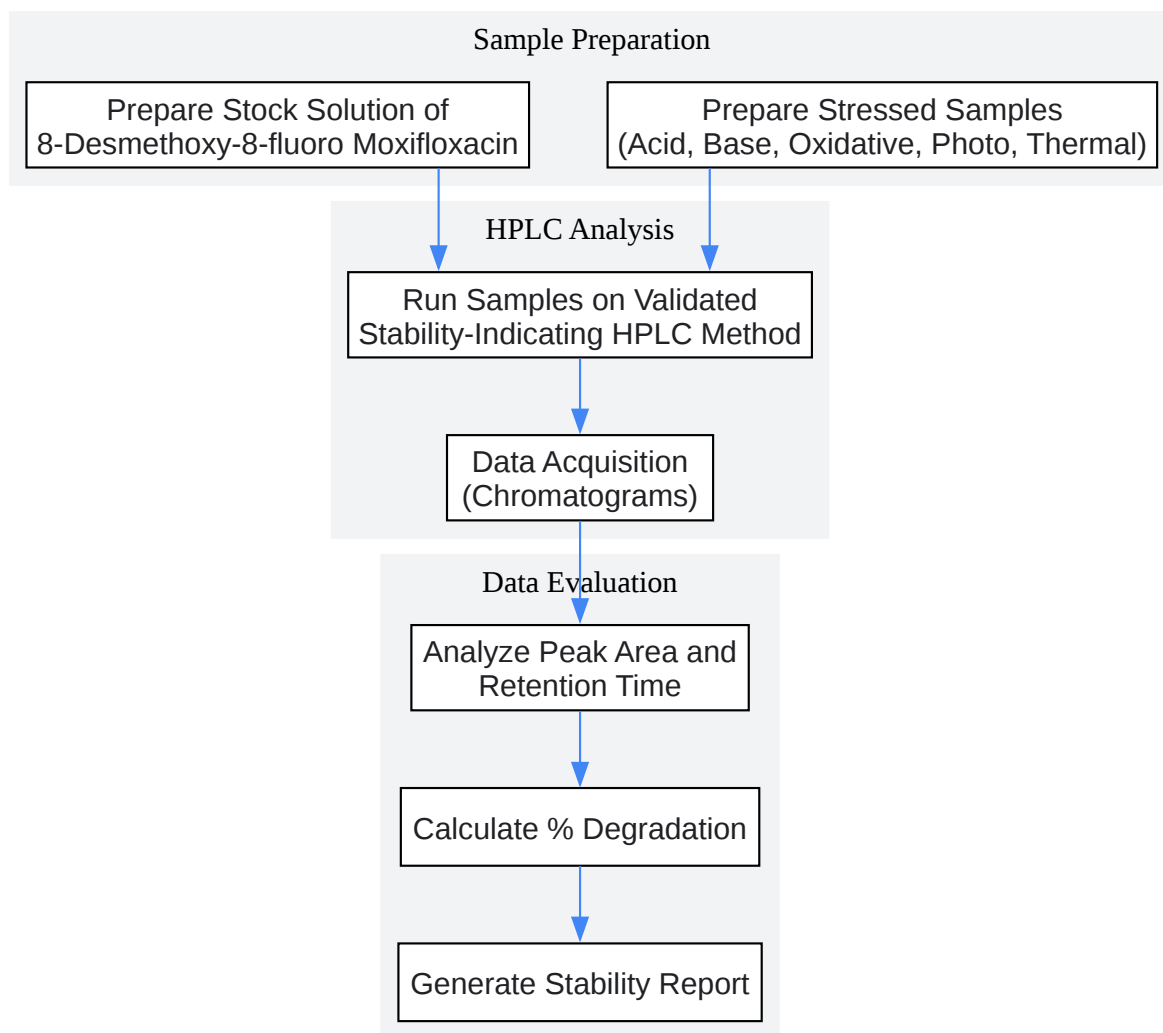 Sample Preparation
Prepare Stock Solution of
8-Desmethoxy-8-fluoro Moxifloxacin
Prepare Stressed Samples
(Acid, Base, Oxidative, Photo, Thermal)
HPLC Analysis
Run Samples on Validated
Stability-Indicating HPLC Method
Data Acquisition
(Chromatograms)
Data Evaluation
Analyze Peak Area and
Retention Time
Calculate % Degradation
Generate Stability Report